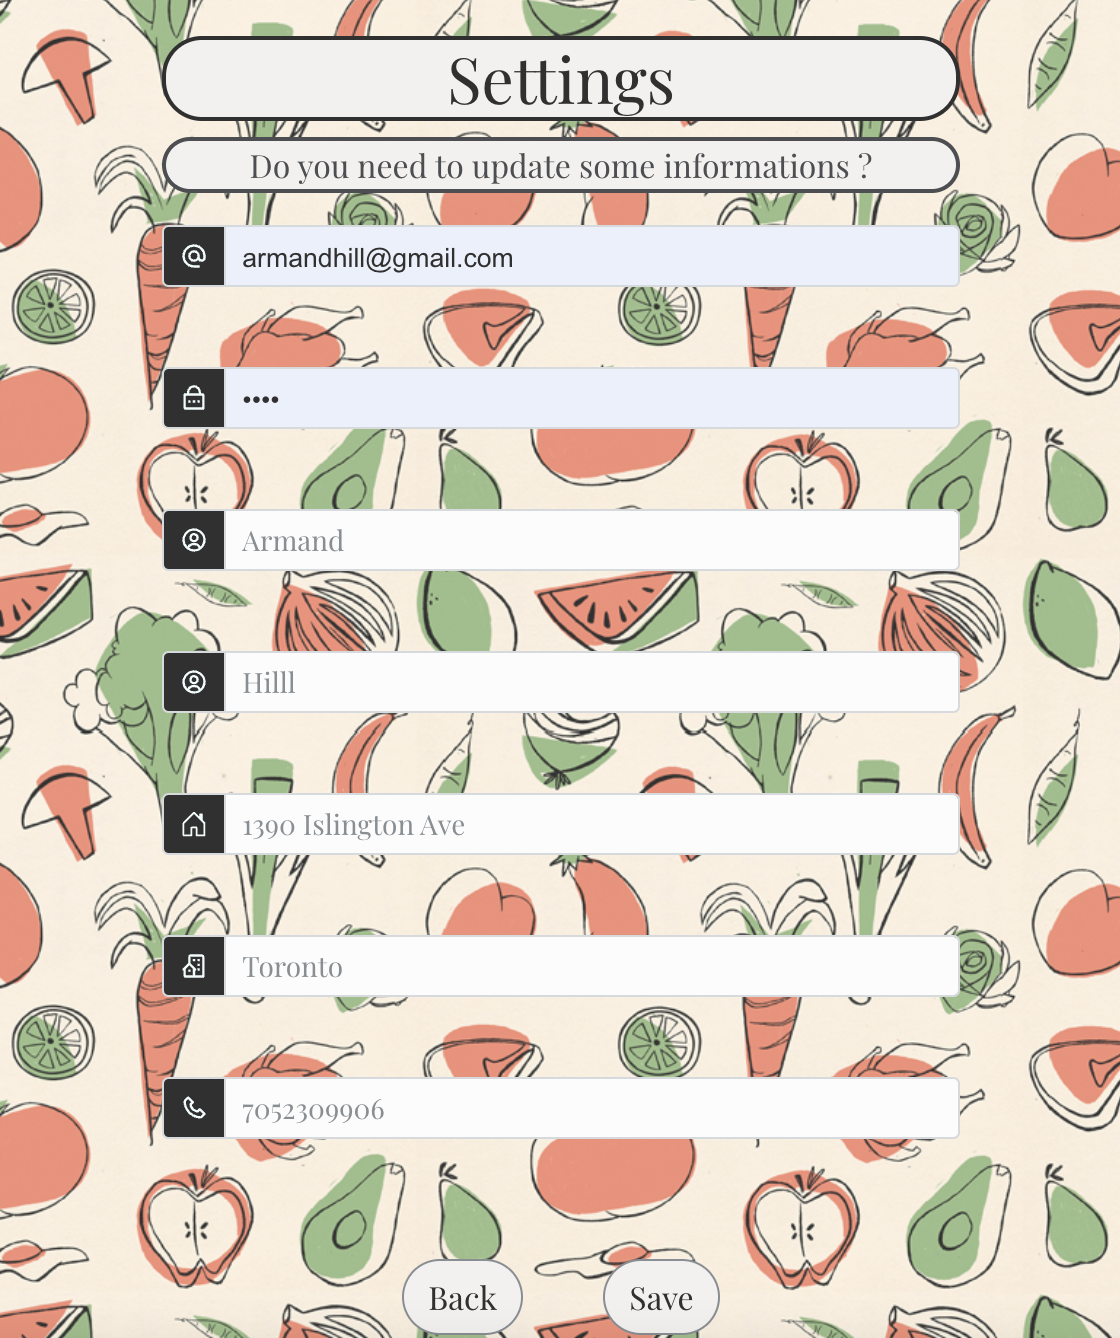 Settings
Do you need to update some informations ?
armandhill@gmail.com
••••
Armand
Hilll
1390 Islington Ave
Toronto
7052309906
Back
Save